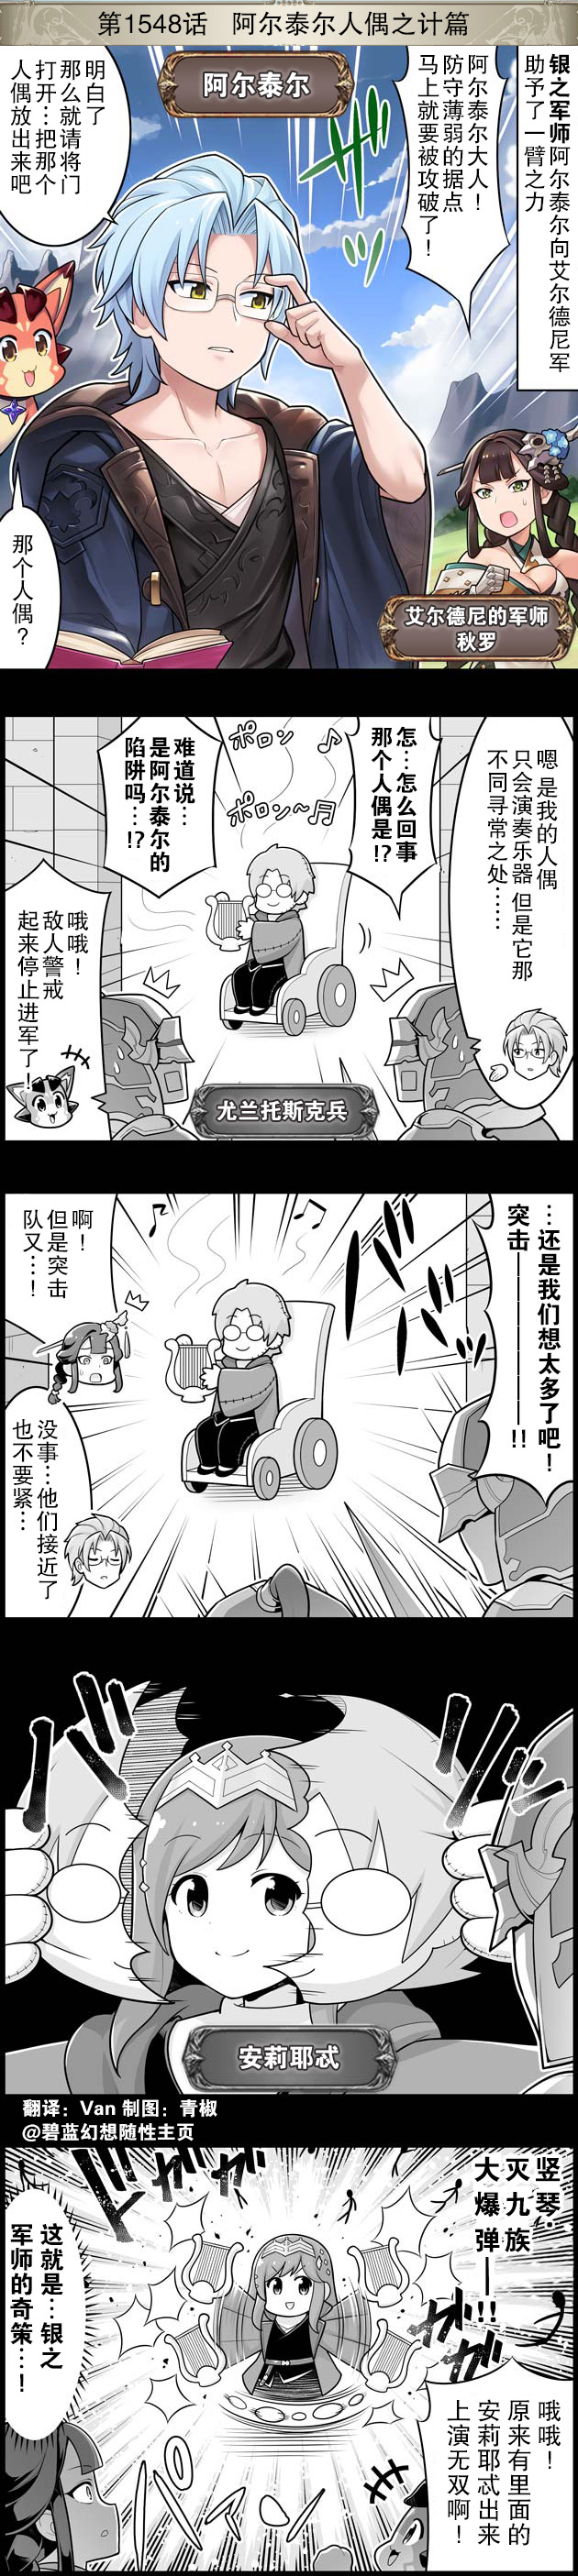 第1548话　阿尔泰尔人偶之计篇
银之军师阿尔泰尔向艾尔德尼军
助予了一臂之力
阿尔泰尔
阿尔泰尔大人！
防守薄弱的据点
马上就要被攻破了！
明白了
那么就请将门
打开…把那个
人偶放出来吧
那个人偶？
艾尔德尼的军师
秋罗
嗯 是我的人偶
只会演奏乐器 但是它那
不同寻常之处……
怎…怎么回事
那个人偶是!?
ポロン ♪
ポロン～♬
难道说…
是阿尔泰尔的
陷阱吗…!?
哦哦！
敌人警戒
起来停止进军了！
尤兰托斯克兵
…还是我们想太多了吧！
突击——————!!
啊！
但是突击
队又…！
没事…他们接近了
也不要紧…
安莉耶忒
翻译：Van 制图：青椒
@碧蓝幻想随性主页
竖琴
灭九族
大爆弹—!!
这就是…银之
军师的奇策…！
哦哦！
原来有里面的
安莉耶忒出来
上演无双啊！